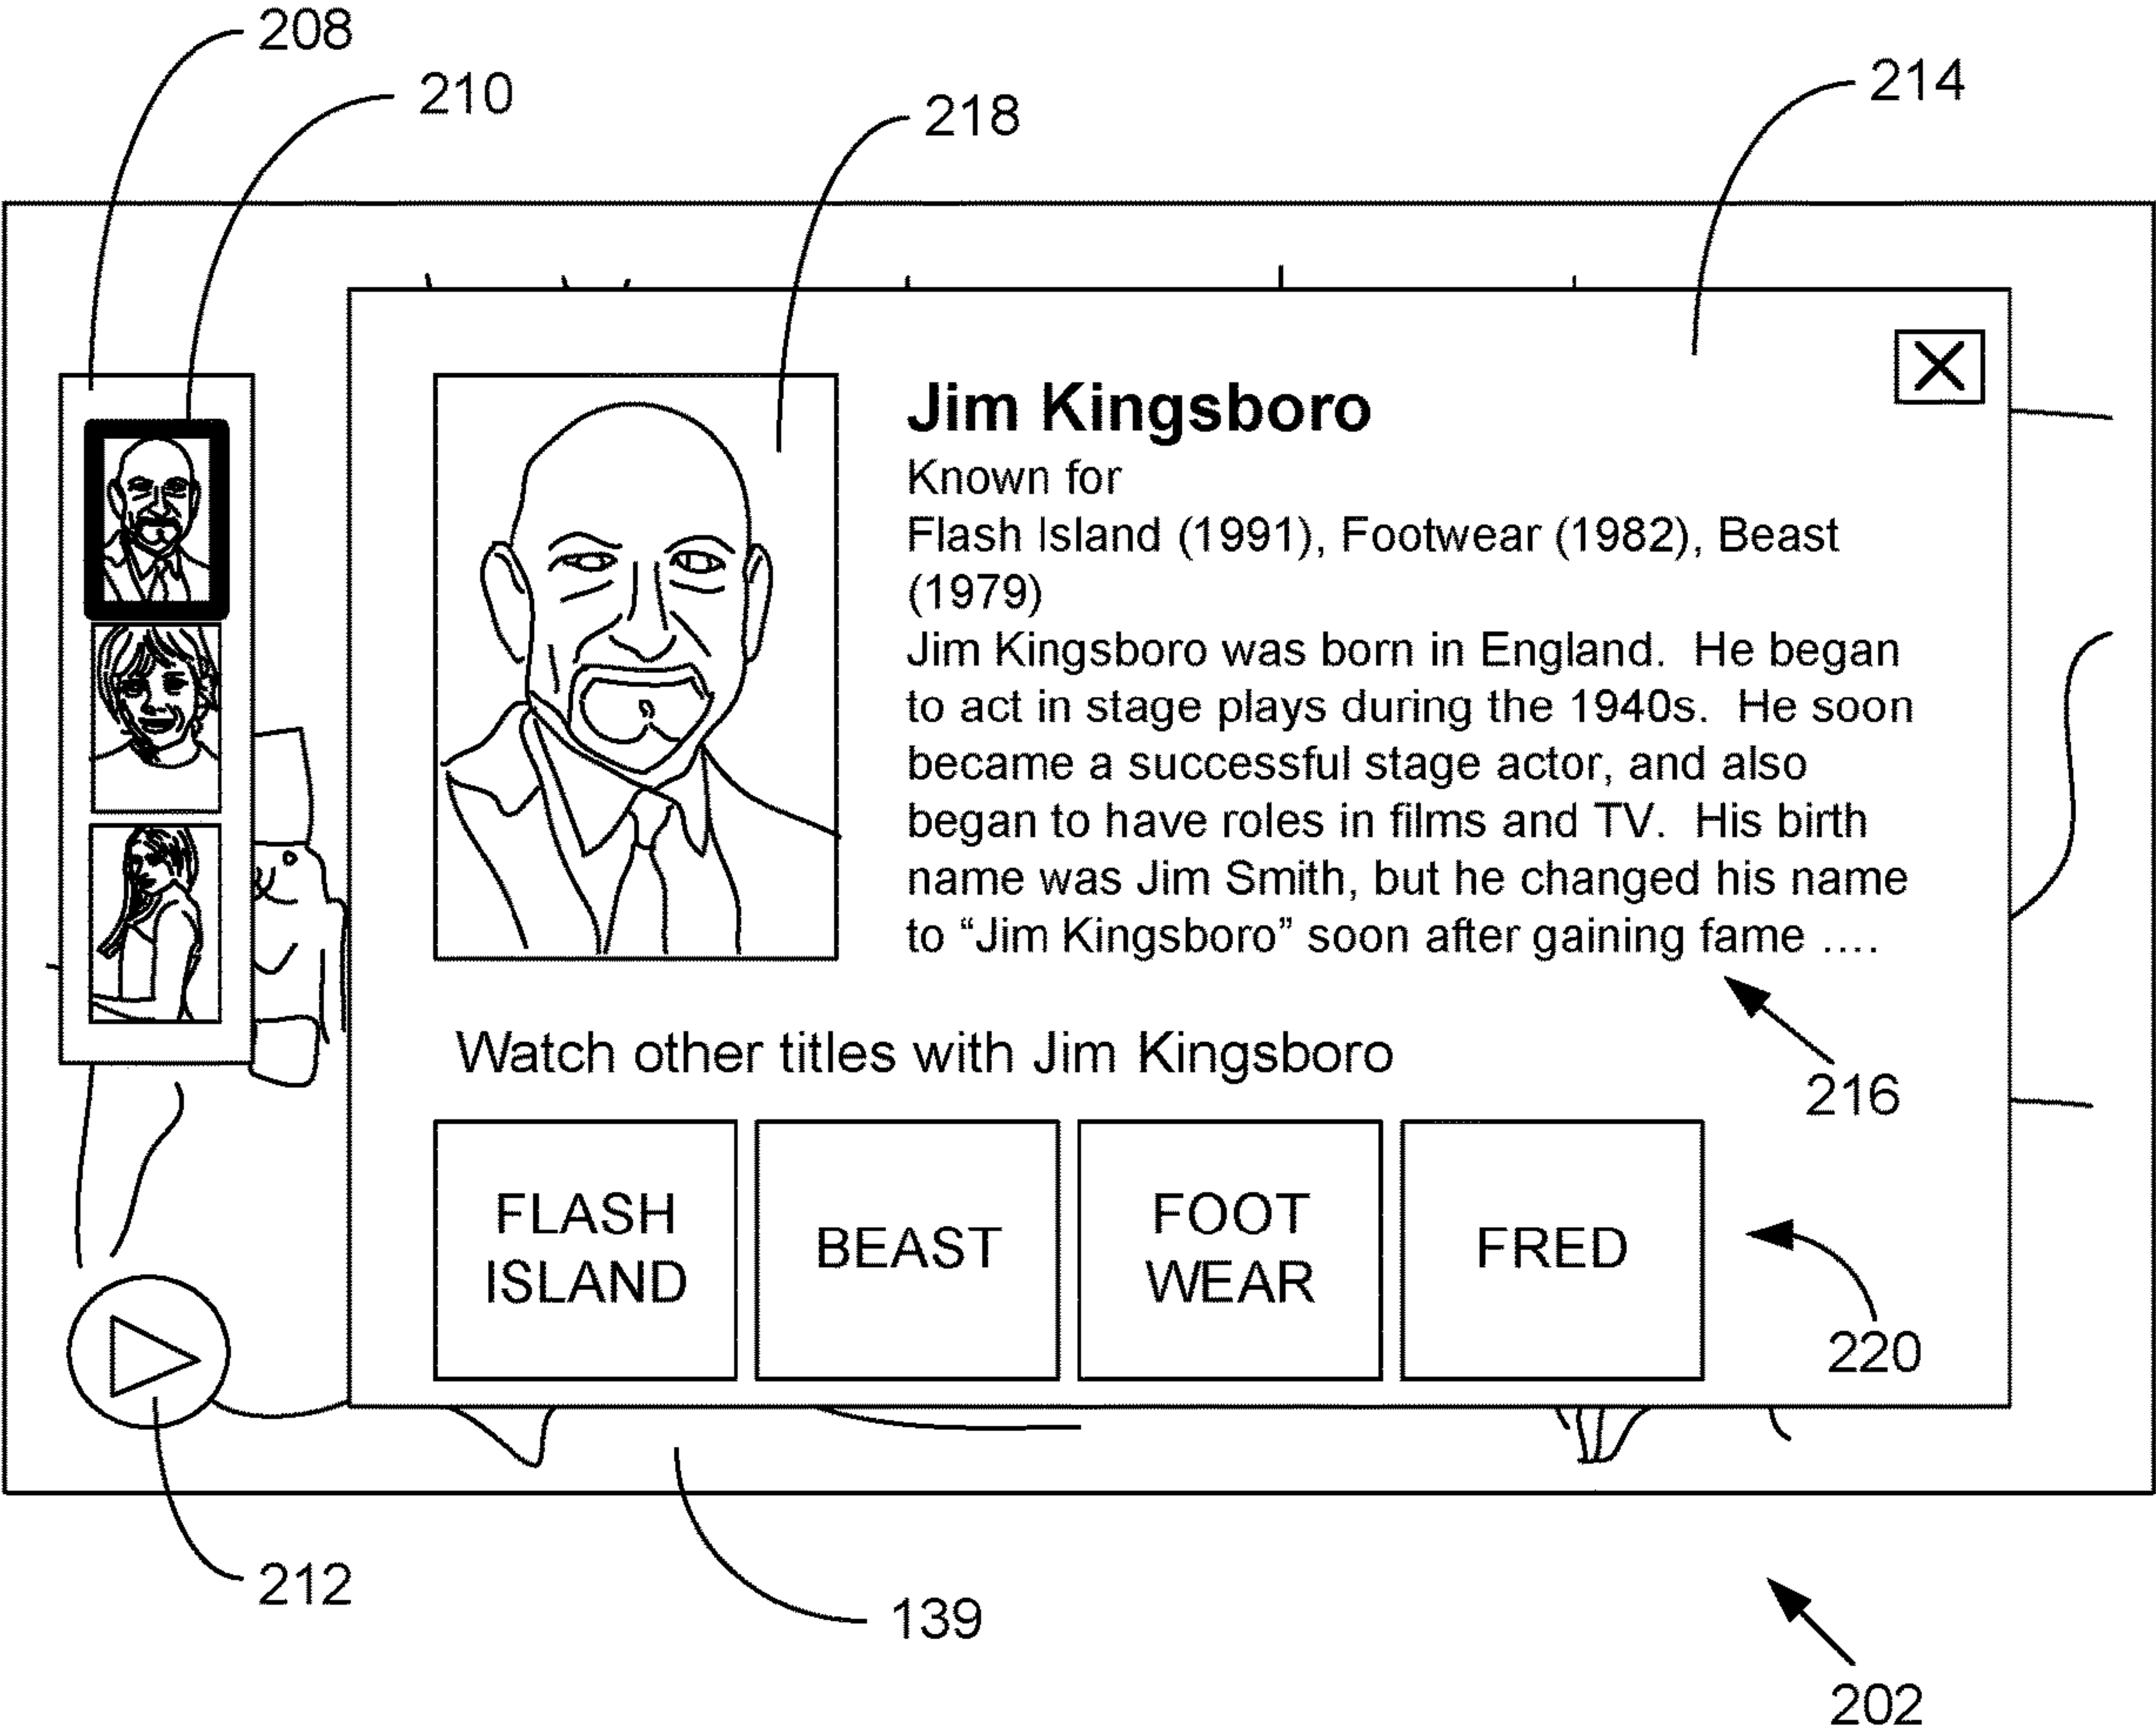 208
210
218
214
Jim Kingsboro
Known for
Flash Island (1991), Footwear (1982), Beast
(1979)
Jim Kingsboro was born in England.  He began
to act in stage plays during the 1940s.  He soon
became a successful stage actor, and also
began to have roles in films and TV.  His birth
name was Jim Smith, but he changed his name
to “Jim Kingsboro” soon after gaining fame ....
Watch other titles with Jim Kingsboro
216
FLASH
ISLAND
BEAST
FOOT
WEAR
FRED
220
212
139
202